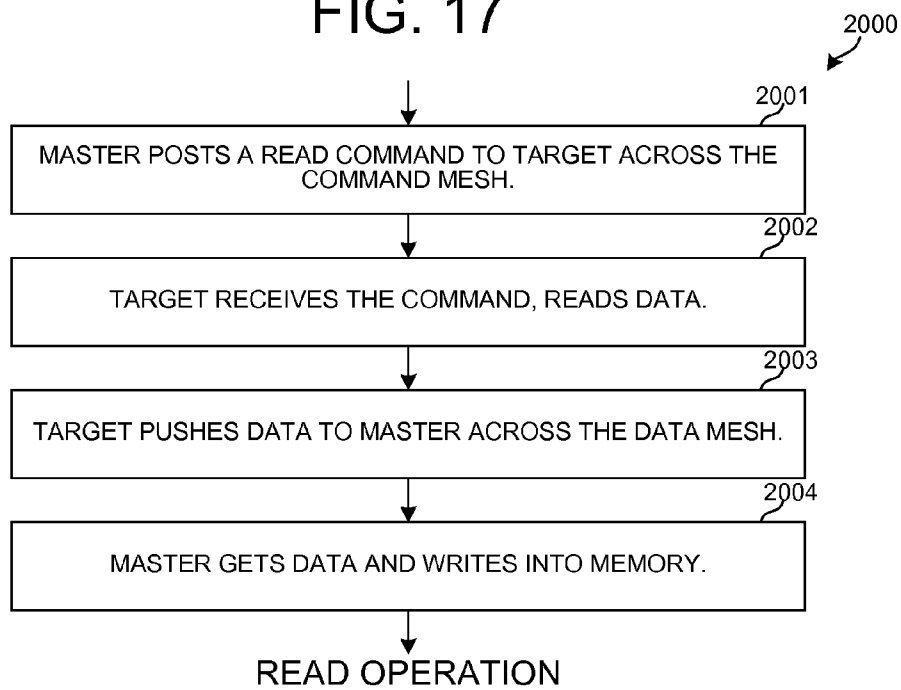 FIG. 17
2000
2001
MASTER POSTS A READ COMMAND TO TARGET ACROSS THE
COMMAND MESH.
2002
TARGET RECEIVES THE COMMAND, READS DATA.
2003
TARGET PUSHES DATA TO MASTER ACROSS THE DATA MESH.
2004
MASTER GETS DATA AND WRITES INTO MEMORY.
READ OPERATION